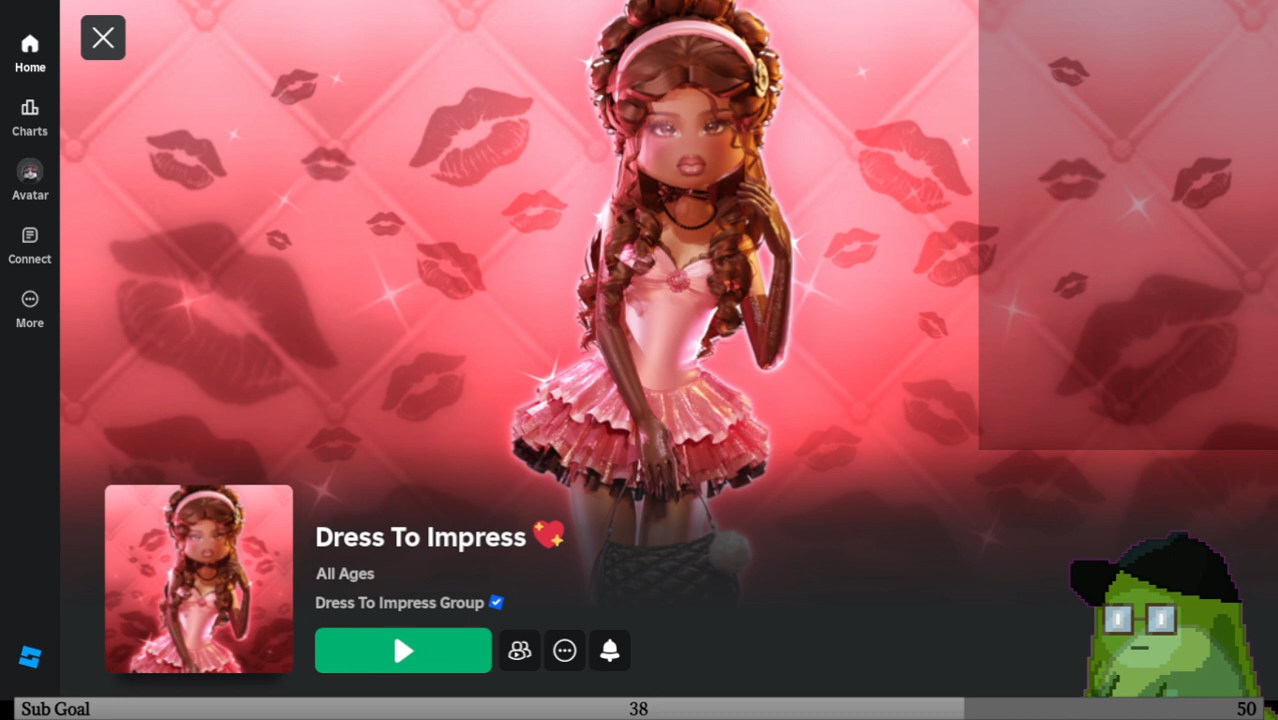 Home
Charts
Avatar
Connect
More
Dress To Impress 💖
All Ages
Dress To Impress Group
Sub Goal 38 50